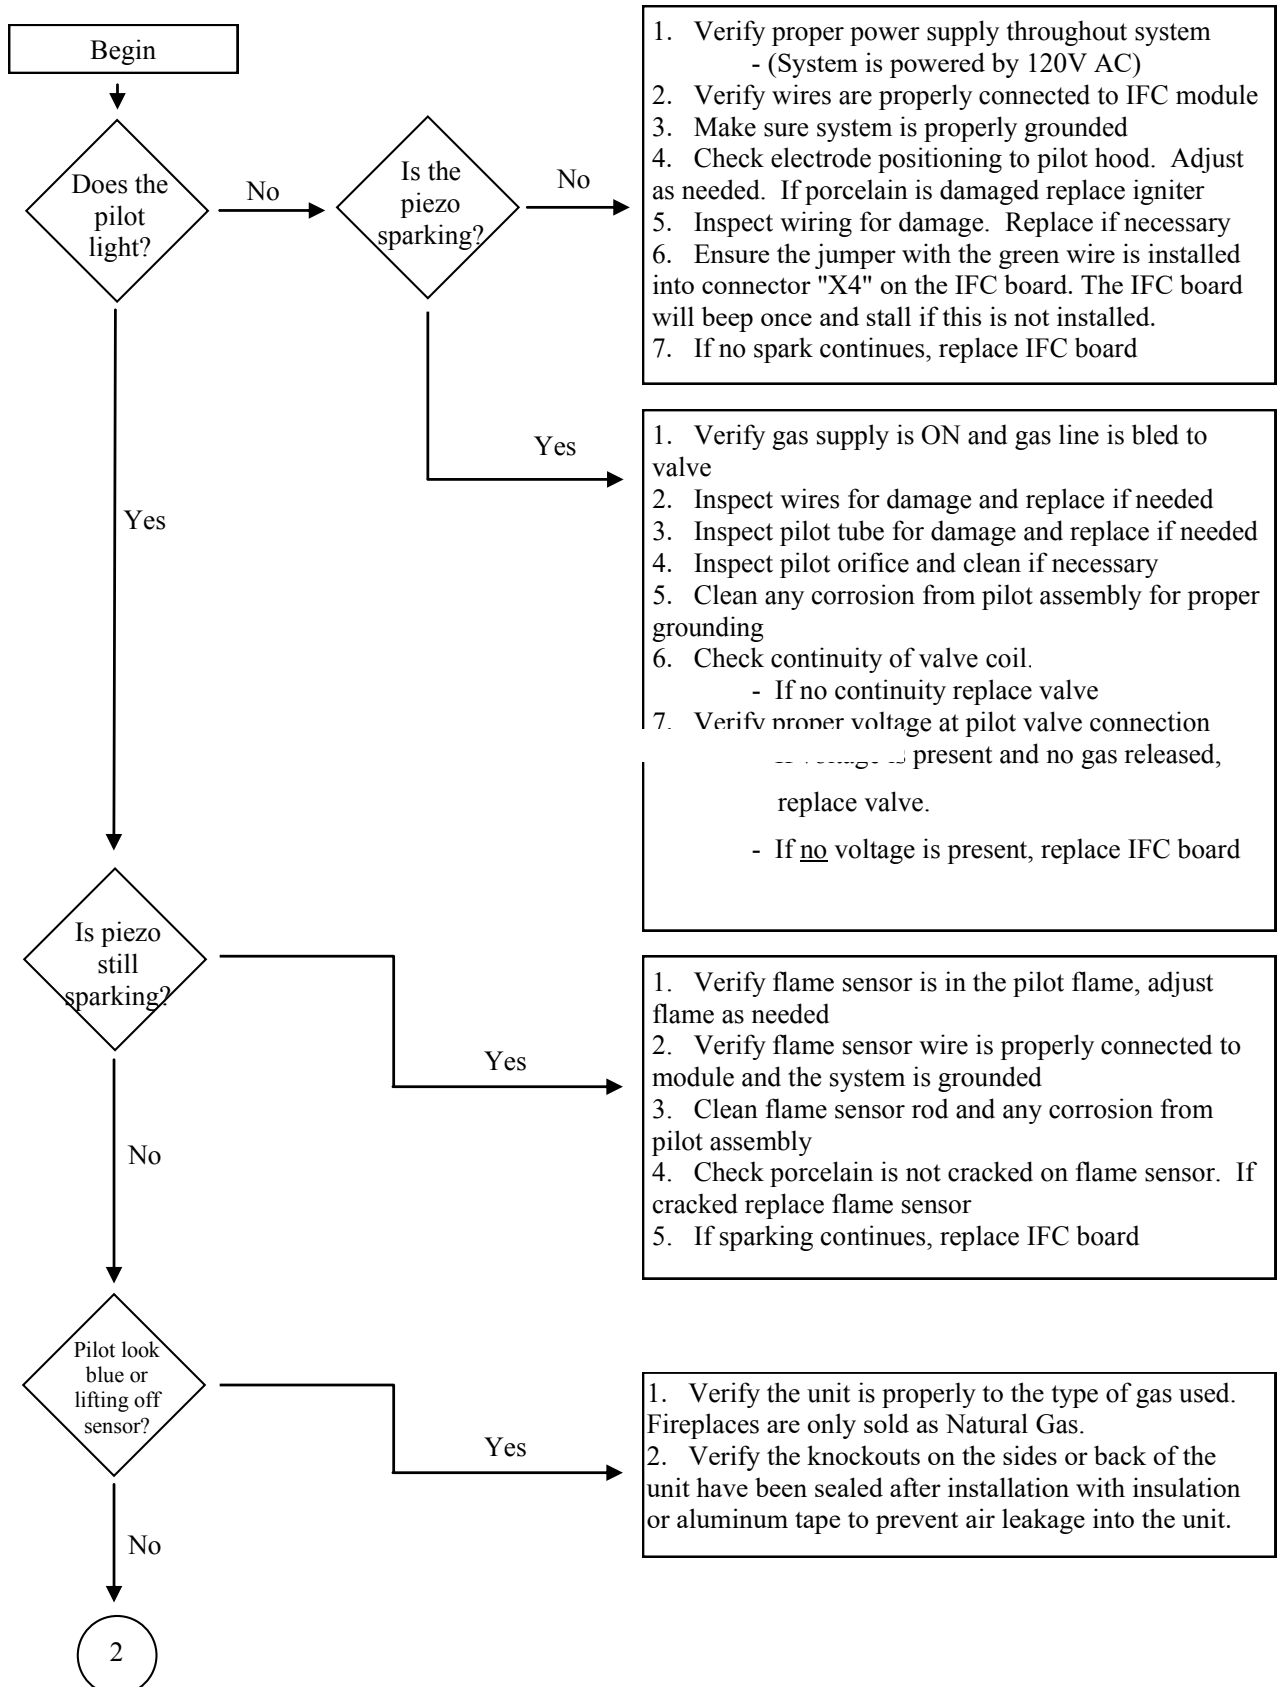 Begin
Does the
pilot
light?
No
Is the
piezo
sparking?
No
1. Verify proper power supply throughout system
- (System is powered by 120V AC)
2. Verify wires are properly connected to IFC module
3. Make sure system is properly grounded
4. Check electrode positioning to pilot hood. Adjust
as needed. If porcelain is damaged replace igniter
5. Inspect wiring for damage. Replace if necessary
6. Ensure the jumper with the green wire is installed
into connector "X4" on the IFC board. The IFC board
will beep once and stall if this is not installed.
7. If no spark continues, replace IFC board
Yes
1. Verify gas supply is ON and gas line is bled to
valve
2. Inspect wires for damage and replace if needed
3. Inspect pilot tube for damage and replace if needed
4. Inspect pilot orifice and clean if necessary
5. Clean any corrosion from pilot assembly for proper
grounding
6. Check continuity of valve coil.
- If no continuity replace valve
7. Verify proper voltage at pilot valve connection
present and no gas released,
replace valve.
- If no voltage is present, replace IFC board
Yes
Is piezo
still
sparking?
Yes
1. Verify flame sensor is in the pilot flame, adjust
flame as needed
2. Verify flame sensor wire is properly connected to
module and the system is grounded
3. Clean flame sensor rod and any corrosion from
pilot assembly
4. Check porcelain is not cracked on flame sensor. If
cracked replace flame sensor
5. If sparking continues, replace IFC board
No
Pilot look
blue or
lifting off
sensor?
Yes
1. Verify the unit is properly to the type of gas used.
Fireplaces are only sold as Natural Gas.
2. Verify the knockouts on the sides or back of the
unit have been sealed after installation with insulation
or aluminum tape to prevent air leakage into the unit.
No
2